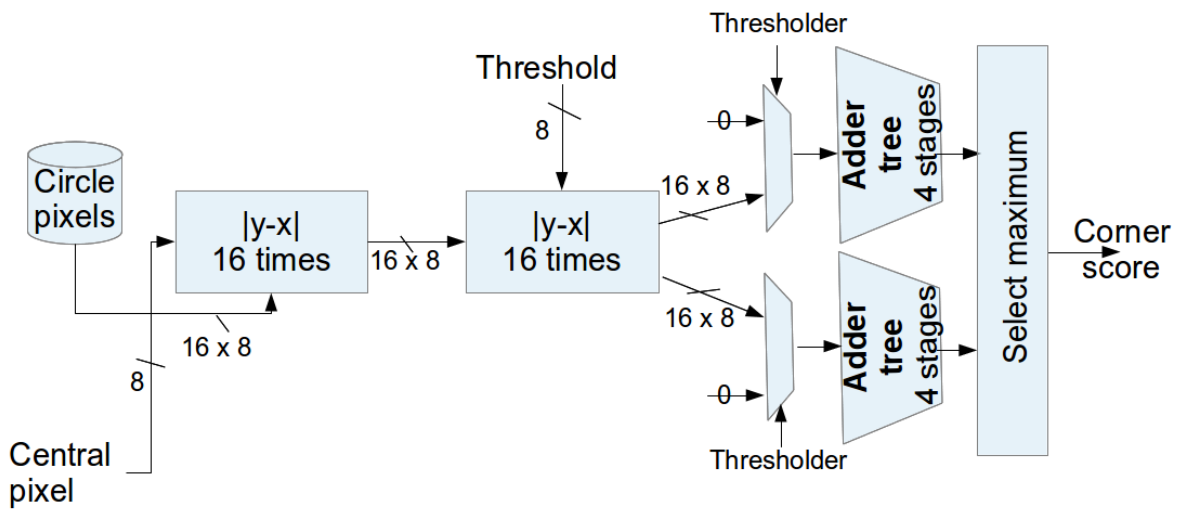 Thresholder
Threshold
0
8
Circle
pixels
|y-x|
16 times
16 x 8
|y-x|
16 times
16 x 8
16 x 8
Adder
tree
4 stages
Select maximum
Corner
score
16 x 8
8
0
Adder
tree
4 stages
Central
pixel
Thresholder